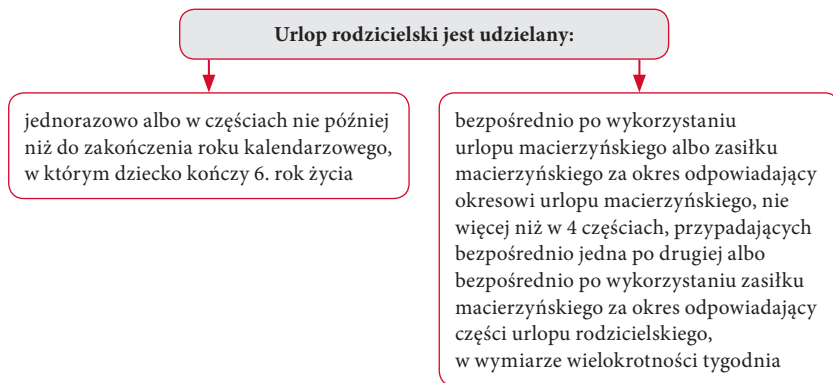 Urlop rodzicielski jest udzielany:
jednorazowo albo w częściach nie później
niż do zakończenia roku kalendarzowego,
w którym dziecko kończy 6. rok życia
bezpośrednio po wykorzystaniu
urlopu macierzyńskiego albo zasiłku
macierzyńskiego za okres odpowiadający
okresowi urlopu macierzyńskiego, nie
więcej niż w 4 częściach, przypadających
bezpośrednio jedna po drugiej albo
bezpośrednio po wykorzystaniu zasiłku
macierzyńskiego za okres odpowiadający
części urlopu rodzicielskiego,
w wymiarze wielokrotności tygodnia